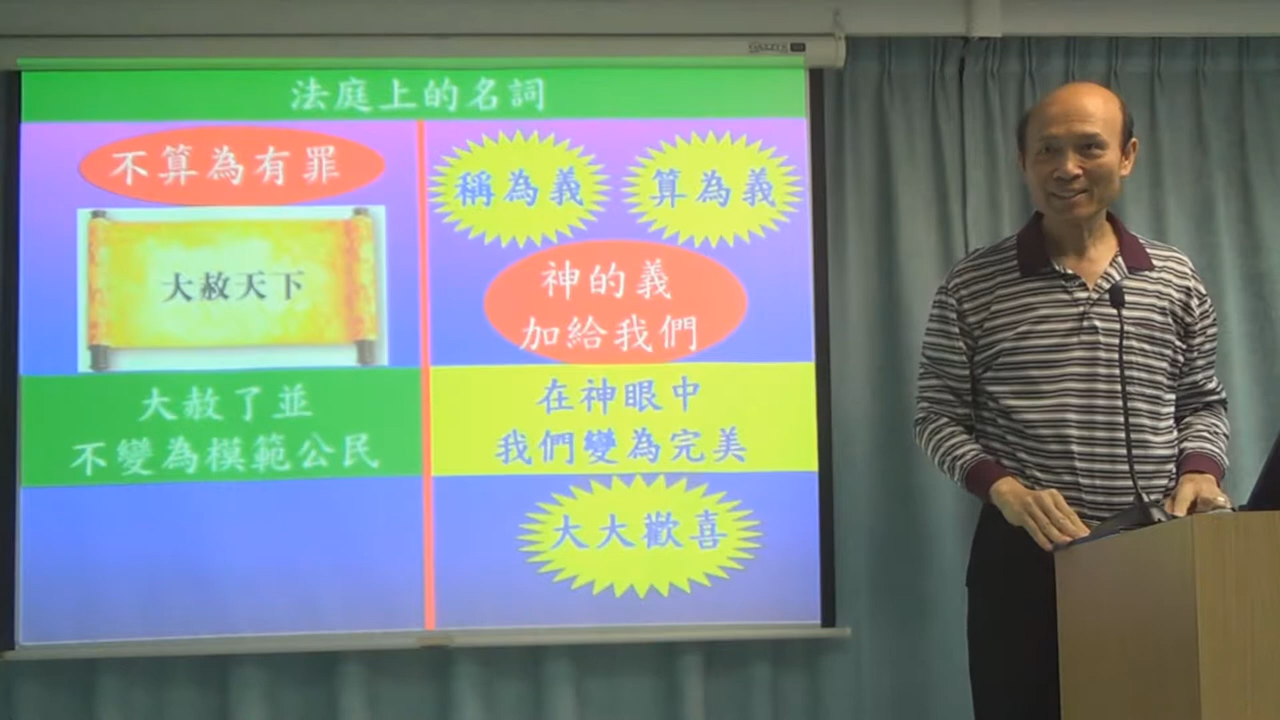 法庭上的名詞
不算為有罪
大赦天下
大赦了並
不變為模範公民
稱為義
算為義
神的義
加給我們
在神眼中
我們變為完美
大大歡喜